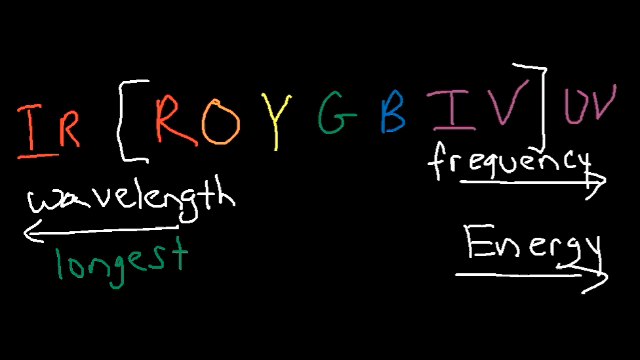 IR [ROYGBIV] UV
frequency
wavelength
longest
Energy